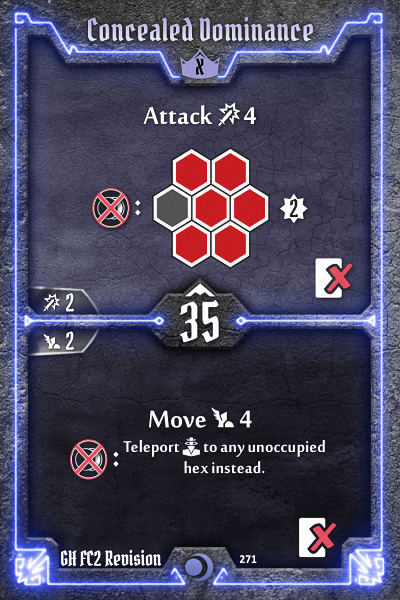 Concealed Dominance
X
Attack 4
: 2
2
35
2
Move 4
: Teleport to any unoccupied
hex instead.
GH FC2 Revision
271